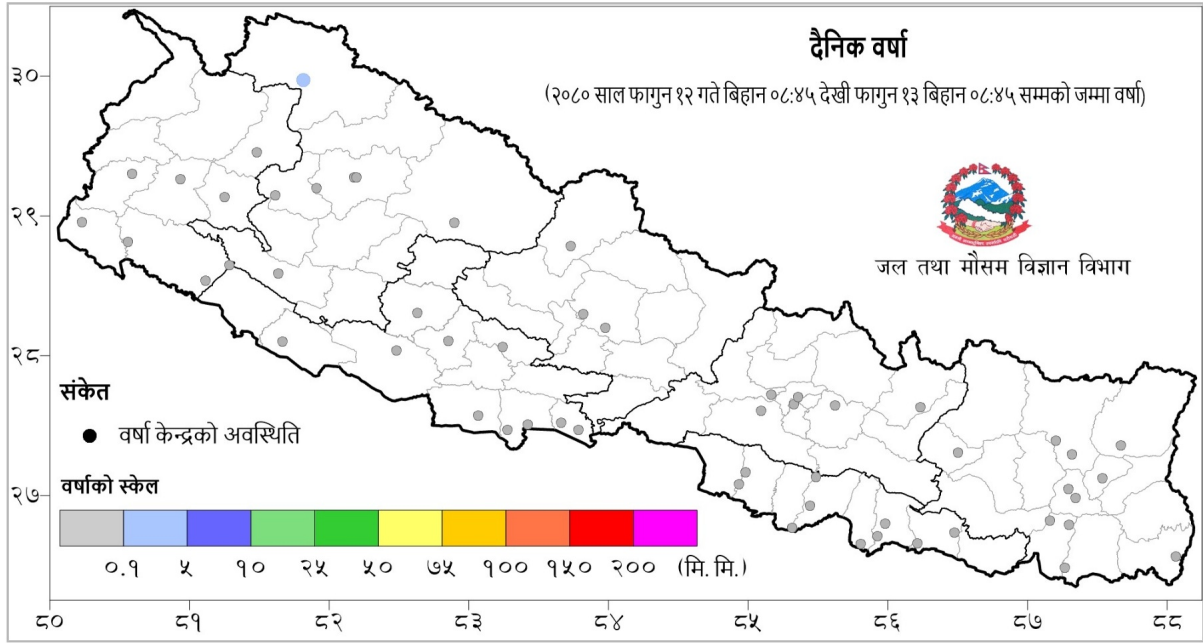 दैनिक वर्षा
(२०८० साल फागुन १२ गते बिहान ०८:४५ देखी फागुन १३ बिहान ०८:४५ सम्मको जम्मा वर्षा)
जल तथा मौसम विज्ञान विभाग
३०
२९
२८
२७
संकेत
वर्षा केन्द्रको अवस्थिति
वर्षाको स्केल
०.१ ५ १० २५ ५० ७५ १०० १५० २०० (मि. मि.)
८० ८१ ८२ ८३ ८४ ८५ ८६ ८७ ८८